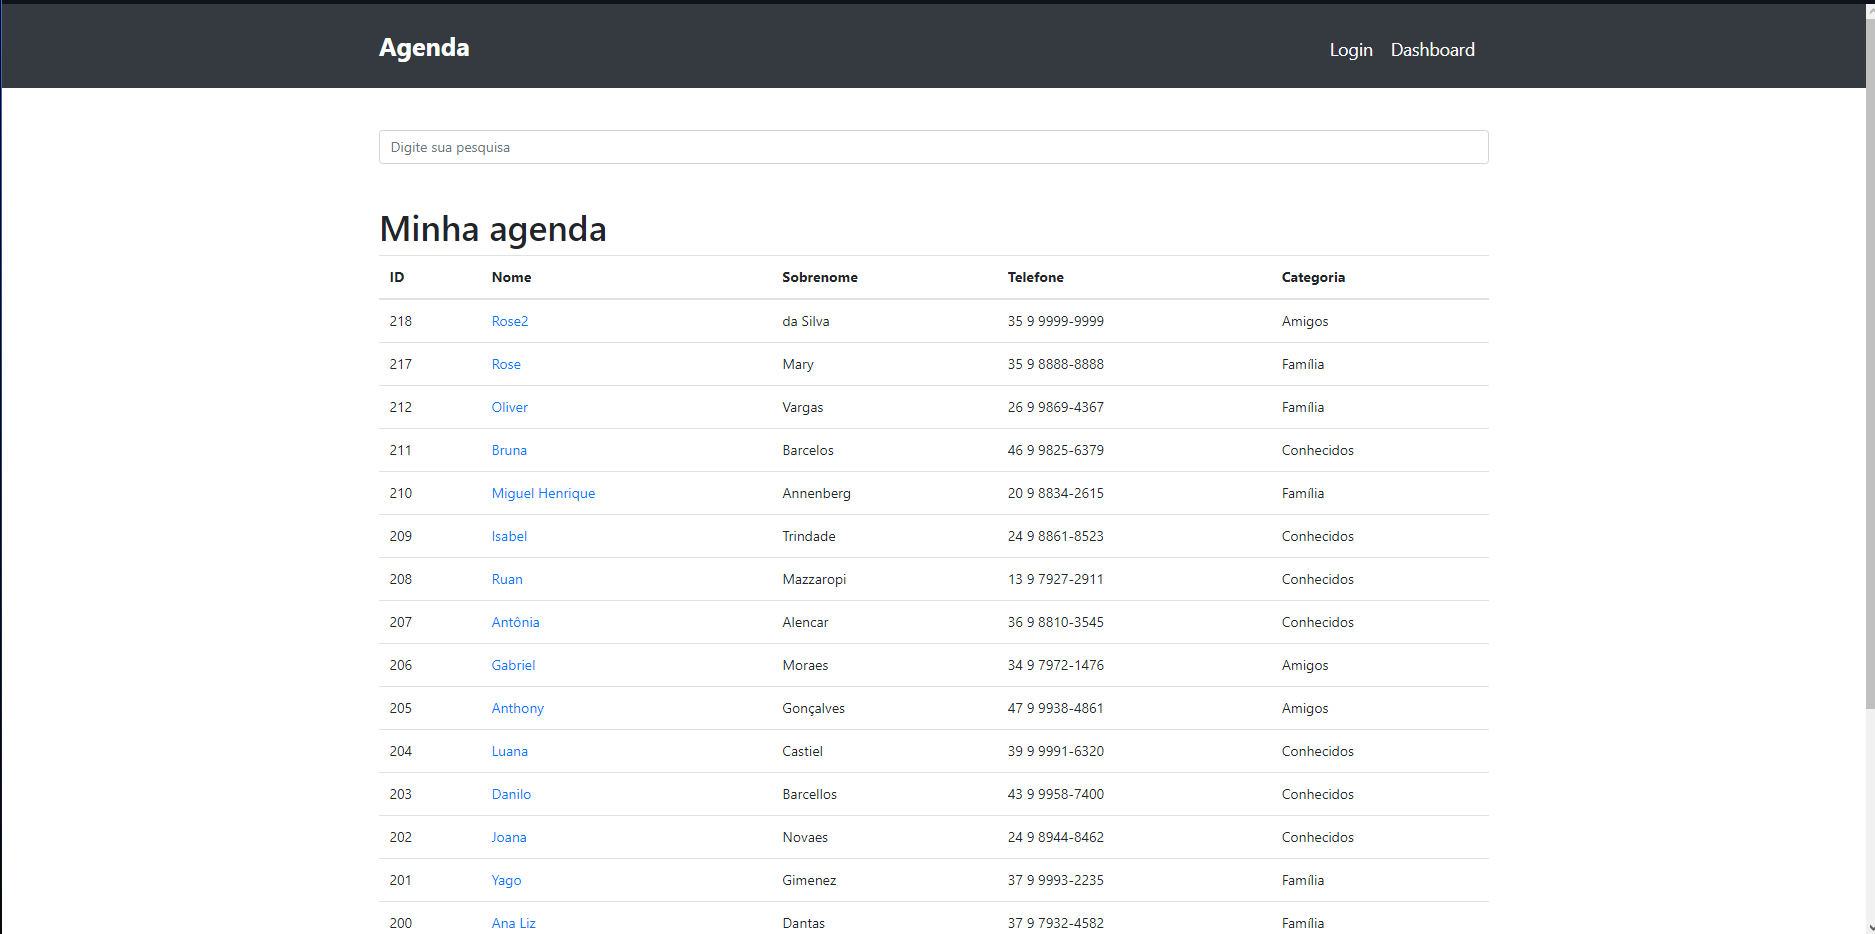 Agenda Login Dashboard
Digite sua pesquisa
Minha agenda
ID Nome Sobrenome Telefone Categoria
218 Rose2 da Silva 35 9 9999-9999 Amigos
217 Rose Mary 35 9 8888-8888 Família
212 Oliver Vargas 26 9 9869-4367 Família
211 Bruna Barcelos 46 9 9825-6379 Conhecidos
210 Miguel Henrique Annenberg 20 9 8834-2615 Família
209 Isabel Trindade 24 9 8861-8523 Conhecidos
208 Ruan Mazzaropi 13 9 7927-2911 Conhecidos
207 Antônia Alencar 36 9 8810-3545 Conhecidos
206 Gabriel Moraes 34 9 7972-1476 Amigos
205 Anthony Gonçalves 47 9 9938-4861 Amigos
204 Luana Castiel 39 9 9991-6320 Conhecidos
203 Danilo Barcellos 43 9 9958-7400 Conhecidos
202 Joana Novaes 24 9 8944-8462 Conhecidos
201 Yago Gimenez 37 9 9993-2235 Família
200 Ana Liz Dantas 37 9 7932-4582 Família